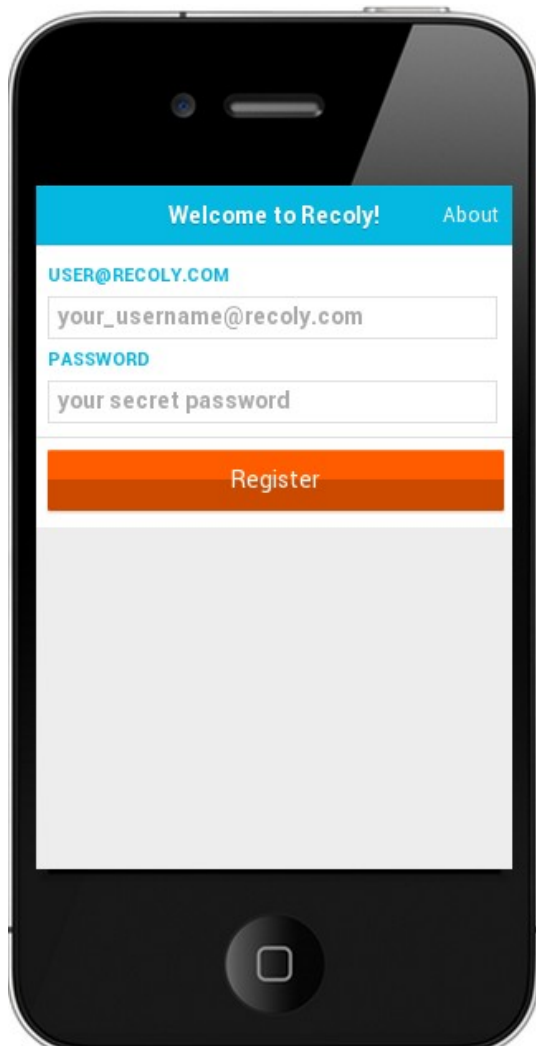 Welcome to Recoly! About
USER@RECOLY.COM
your_username@recoly.com
PASSWORD
your secret password
Register